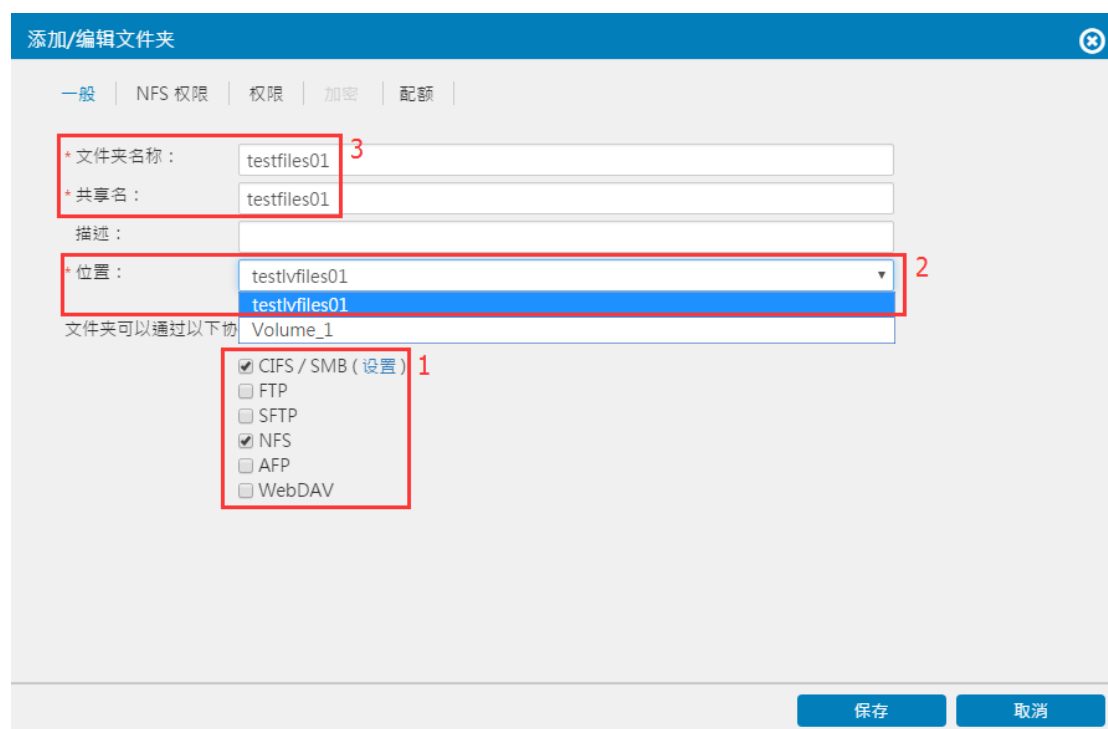 添加/编辑文件夹
一般 NFS 权限 权限 加密 配额
* 文件夹名称： testfiles01 3
* 共享名： testfiles01
描述：
* 位置： testlvfiles01 2
testlvfiles01
文件夹可以通过以下协 Volume_1
CIFS / SMB ( 设置 ) 1
FTP
SFTP
NFS
AFP
WebDAV
保存 取消